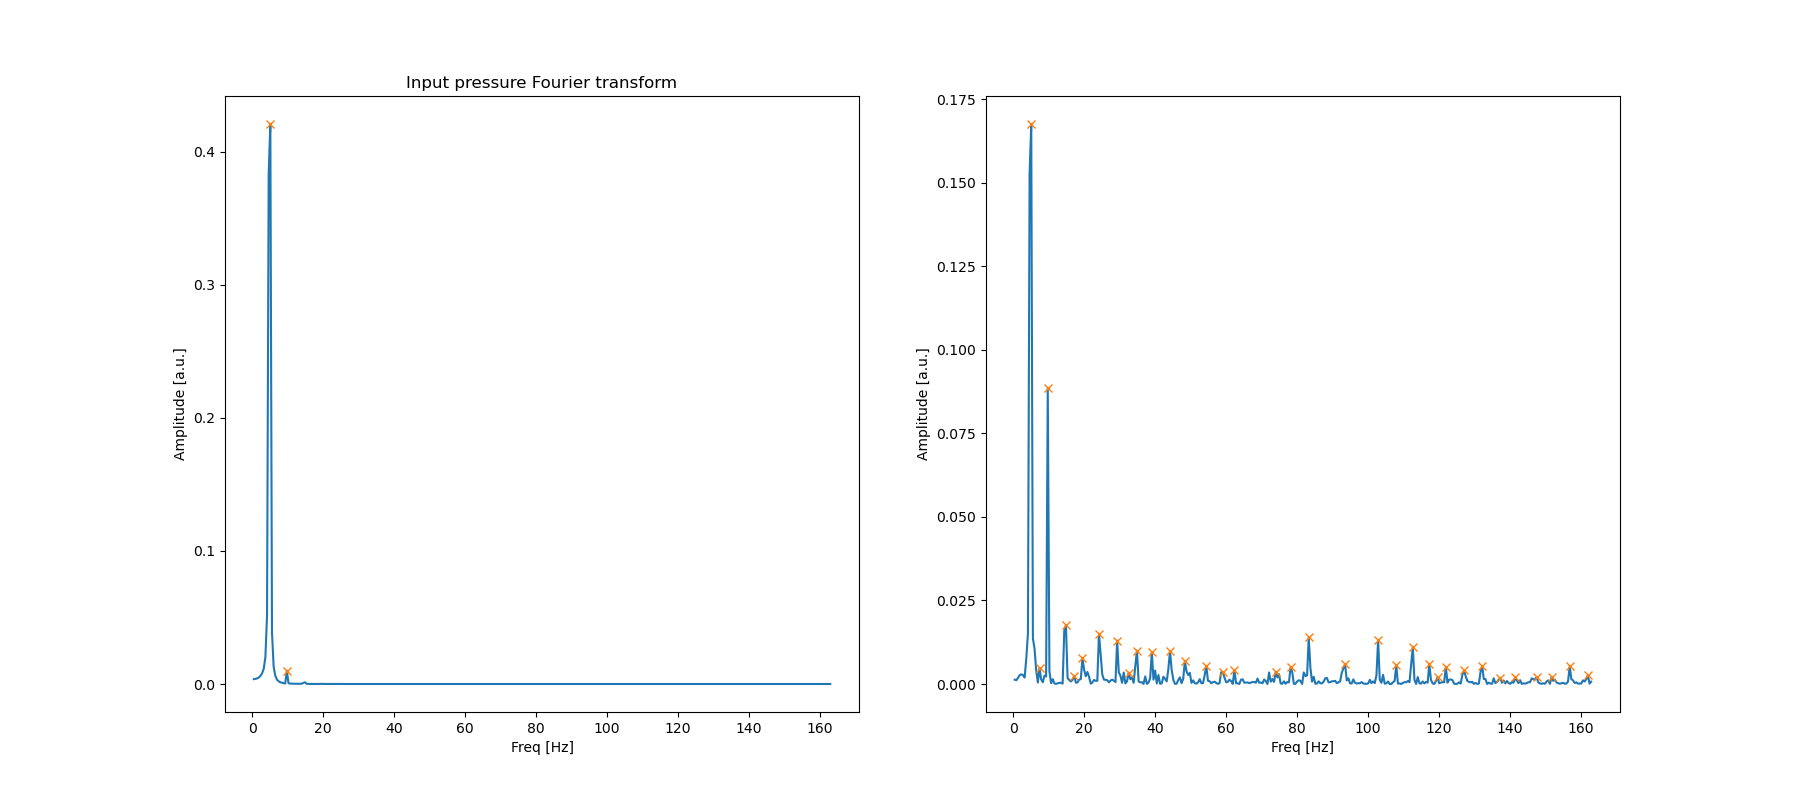 Input pressure Fourier transform
Amplitude [a.u.]
0.4
0.3
0.2
0.1
0.0
0 20 40 60 80 100 120 140 160
Freq [Hz]
Amplitude [a.u.]
0.175
0.150
0.125
0.100
0.075
0.050
0.025
0.000
0 20 40 60 80 100 120 140 160
Freq [Hz]